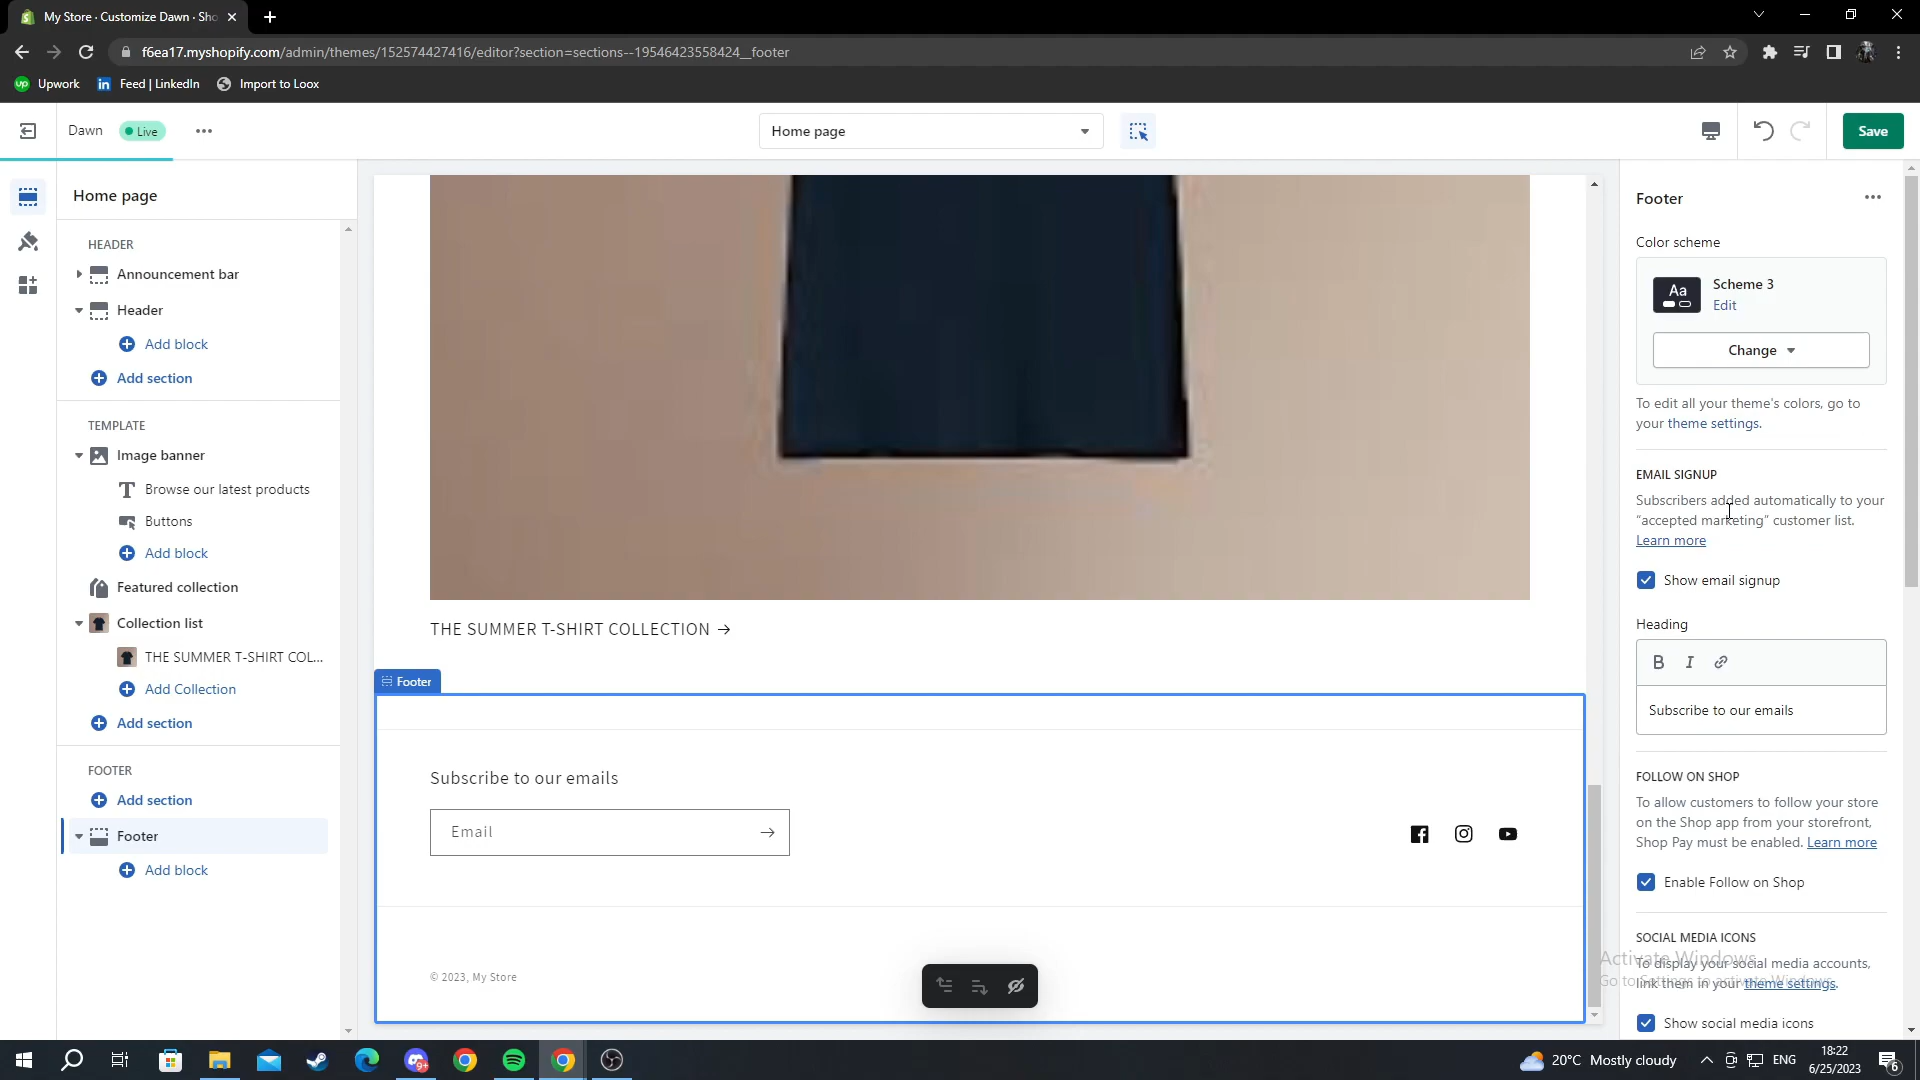 My Store · Customize Dawn · Sho
f6ea17.myshopify.com/admin/themes/152574427416/editor?section=sections--19546423558424__footer
Upwork
Feed | LinkedIn
Import to Loox
Dawn
Live
Home page
Save
Home page
HEADER
Announcement bar
Header
Add block
Add section
TEMPLATE
Image banner
Browse our latest products
Buttons
Add block
Featured collection
Collection list
THE SUMMER T-SHIRT COL...
Add Collection
Add section
FOOTER
Add section
Footer
Add block
THE SUMMER T-SHIRT COLLECTION →
Footer
Subscribe to our emails
Email
© 2023, My Store
Footer
Color scheme
Aa
Scheme 3
Edit
Change
To edit all your theme's colors, go to
your theme settings.
EMAIL SIGNUP
Subscribers added automatically to your
“accepted marketing” customer list.
Learn more
Show email signup
Heading
B I
Subscribe to our emails
FOLLOW ON SHOP
To allow customers to follow your store
on the Shop app from your storefront,
Shop Pay must be enabled. Learn more
Enable Follow on Shop
SOCIAL MEDIA ICONS
Activate Windows
To display your social media accounts,
Go to Settings to activate Windows.
link them in your theme settings.
Show social media icons
20°C Mostly cloudy
ENG
18:22
6/25/2023
6